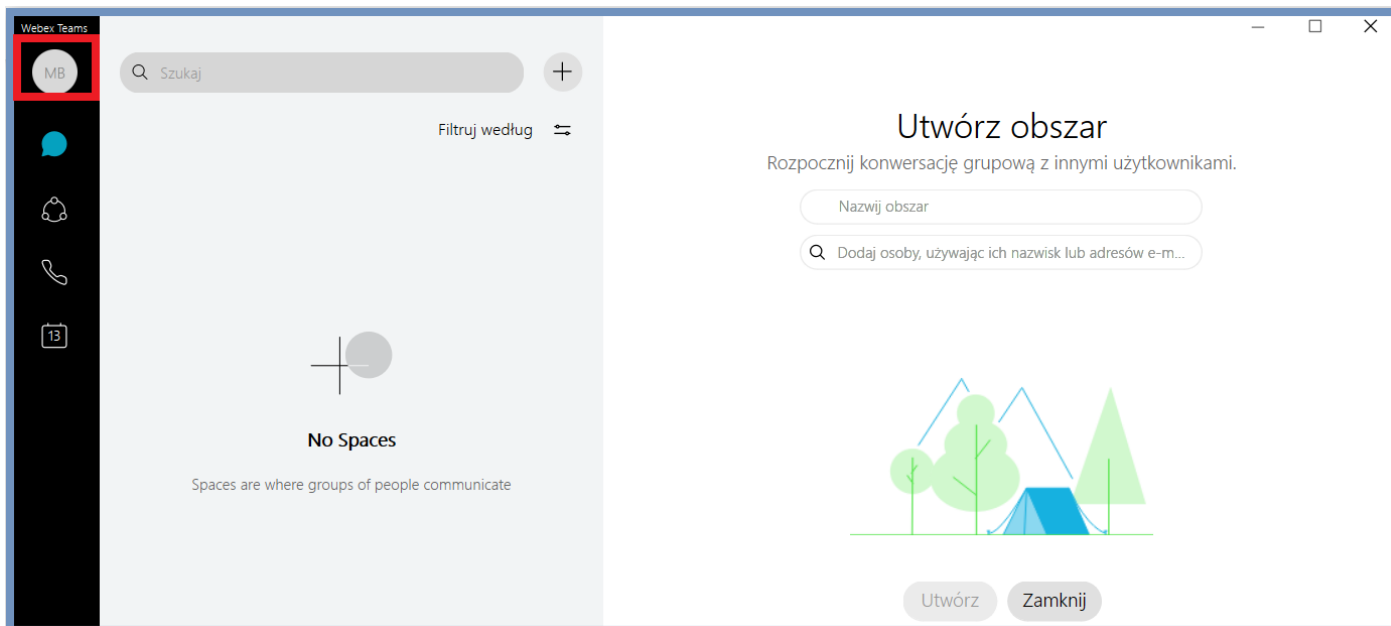 Webex Teams
MB
Szukaj
Filtruj według
13
No Spaces
Spaces are where groups of people communicate
Utwórz obszar
Rozpocznij konwersację grupową z innymi użytkownikami.
Nazwij obszar
Dodaj osoby, używając ich nazwisk lub adresów e-m...
Utwórz
Zamknij